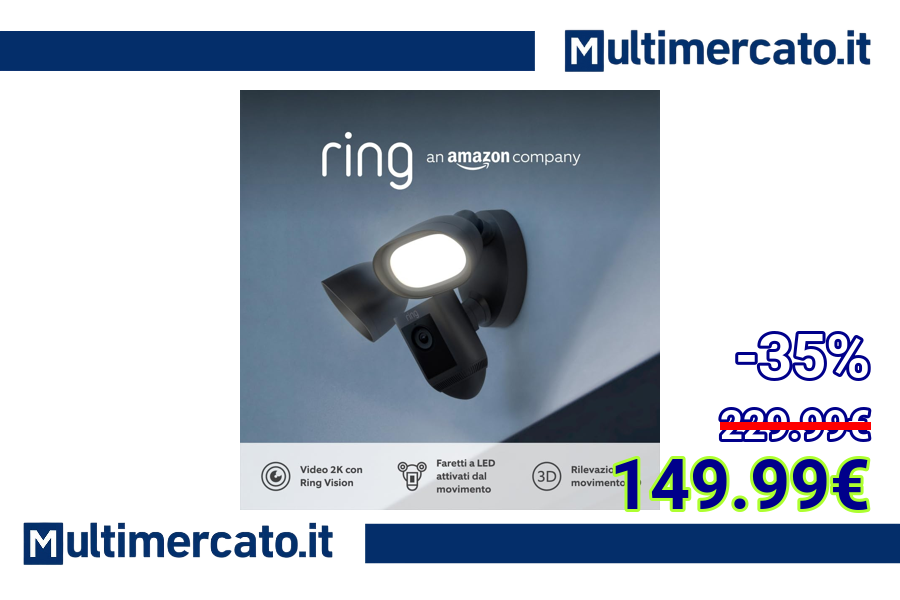 Multimercato.it
ring an amazon company
ring
-35%
229.99€
Video 2K con
Ring Vision
Faretti a LED
attivati dal
movimento
3D
movimento
149.99€
Multimercato.it